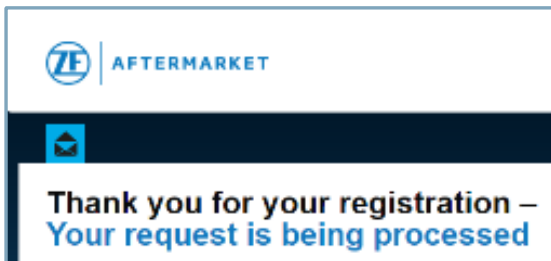 ZF AFTERMARKET
Thank you for your registration –
Your request is being processed